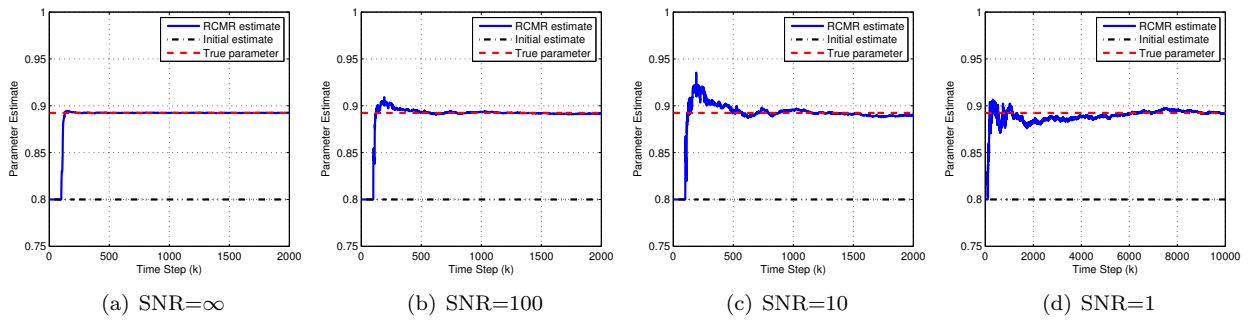 1
0.95
0.9
0.85
0.8
0.75
Parameter Estimate
RCMR estimate
Initial estimate
True parameter
0 500 1000 1500 2000
Time Step (k)
(a) SNR=∞
1
0.95
0.9
0.85
0.8
0.75
Parameter Estimate
RCMR estimate
Initial estimate
True parameter
0 500 1000 1500 2000
Time Step (k)
(b) SNR=100
1
0.95
0.9
0.85
0.8
0.75
Parameter Estimate
RCMR estimate
Initial estimate
True parameter
0 500 1000 1500 2000
Time Step (k)
(c) SNR=10
1
0.95
0.9
0.85
0.8
0.75
Parameter Estimate
RCMR estimate
Initial estimate
True parameter
0 2000 4000 6000 8000 10000
Time Step (k)
(d) SNR=1